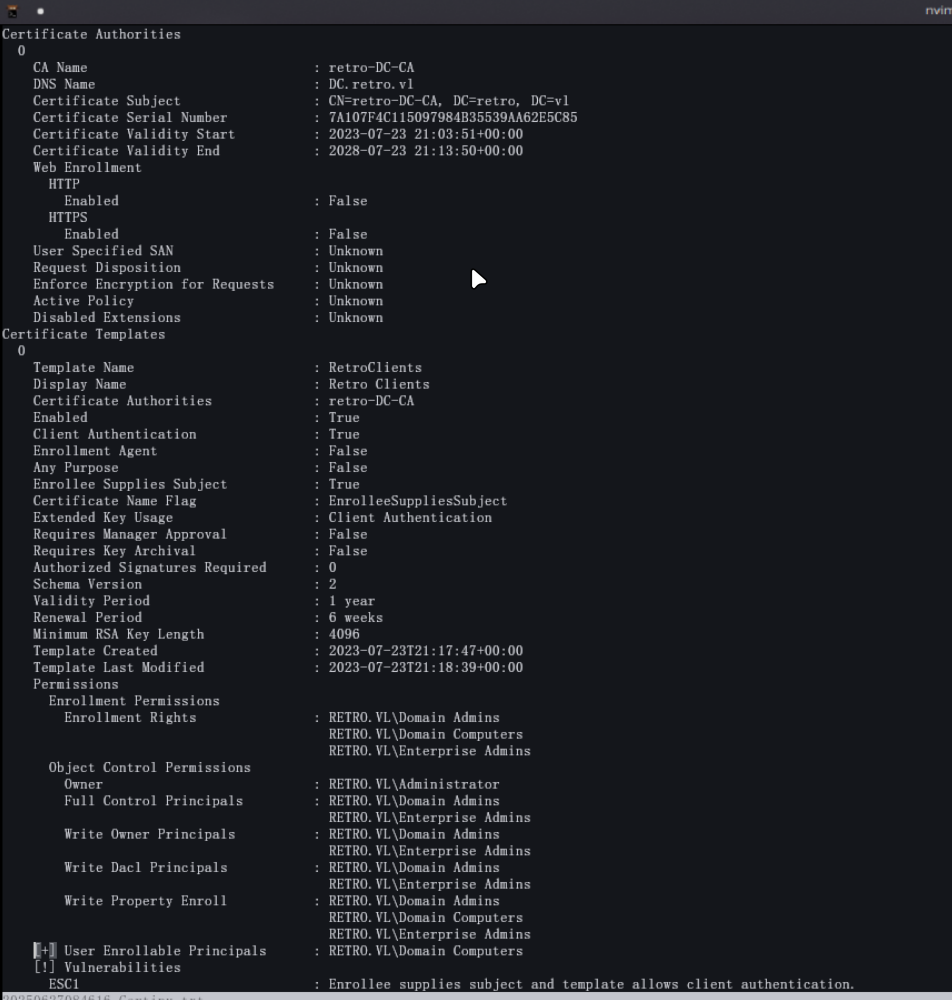 nvim
Certificate Authorities
0
CA Name : retro-DC-CA
DNS Name : DC.retro.vl
Certificate Subject : CN=retro-DC-CA, DC=retro, DC=vl
Certificate Serial Number : 7A107F4C115097984B35539AA62E5C85
Certificate Validity Start : 2023-07-23 21:03:51+00:00
Certificate Validity End : 2028-07-23 21:13:50+00:00
Web Enrollment
HTTP
Enabled : False
HTTPS
Enabled : False
User Specified SAN : Unknown
Request Disposition : Unknown
Enforce Encryption for Requests : Unknown
Active Policy : Unknown
Disabled Extensions : Unknown
Certificate Templates
0
Template Name : RetroClients
Display Name : Retro Clients
Certificate Authorities : retro-DC-CA
Enabled : True
Client Authentication : True
Enrollment Agent : False
Any Purpose : False
Enrollee Supplies Subject : True
Certificate Name Flag : EnrolleeSuppliesSubject
Extended Key Usage : Client Authentication
Requires Manager Approval : False
Requires Key Archival : False
Authorized Signatures Required : 0
Schema Version : 2
Validity Period : 1 year
Renewal Period : 6 weeks
Minimum RSA Key Length : 4096
Template Created : 2023-07-23T21:17:47+00:00
Template Last Modified : 2023-07-23T21:18:39+00:00
Permissions
Enrollment Permissions
Enrollment Rights : RETRO.VL\Domain Admins
RETRO.VL\Domain Computers
RETRO.VL\Enterprise Admins
Object Control Permissions
Owner : RETRO.VL\Administrator
Full Control Principals : RETRO.VL\Domain Admins
RETRO.VL\Enterprise Admins
Write Owner Principals : RETRO.VL\Domain Admins
RETRO.VL\Enterprise Admins
Write Dacl Principals : RETRO.VL\Domain Admins
RETRO.VL\Enterprise Admins
Write Property Enroll : RETRO.VL\Domain Admins
RETRO.VL\Domain Computers
RETRO.VL\Enterprise Admins
[+] User Enrollable Principals : RETRO.VL\Domain Computers
[!] Vulnerabilities
ESC1 : Enrollee supplies subject and template allows client authentication.